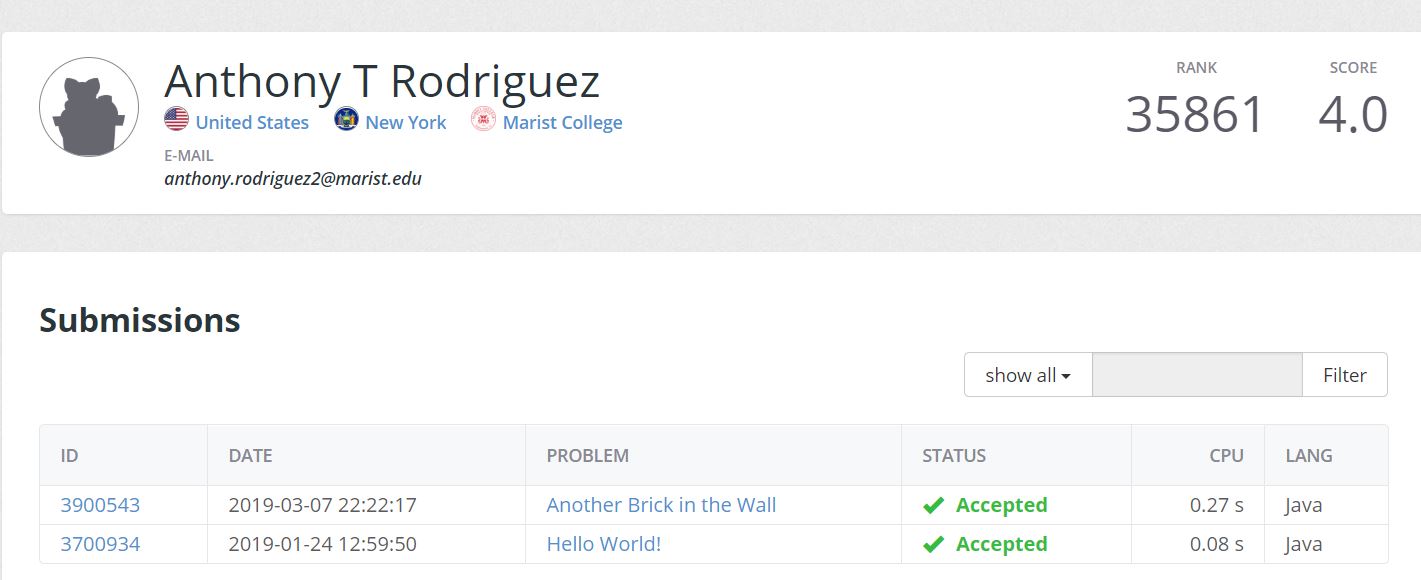 Anthony T Rodriguez
RANK
SCORE
35861
4.0
United States New York Marist College
E-MAIL
anthony.rodriguez2@marist.edu
Submissions
show all Filter
ID DATE PROBLEM STATUS CPU LANG
3900543 2019-03-07 22:22:17 Another Brick in the Wall Accepted 0.27 s Java
3700934 2019-01-24 12:59:50 Hello World! Accepted 0.08 s Java